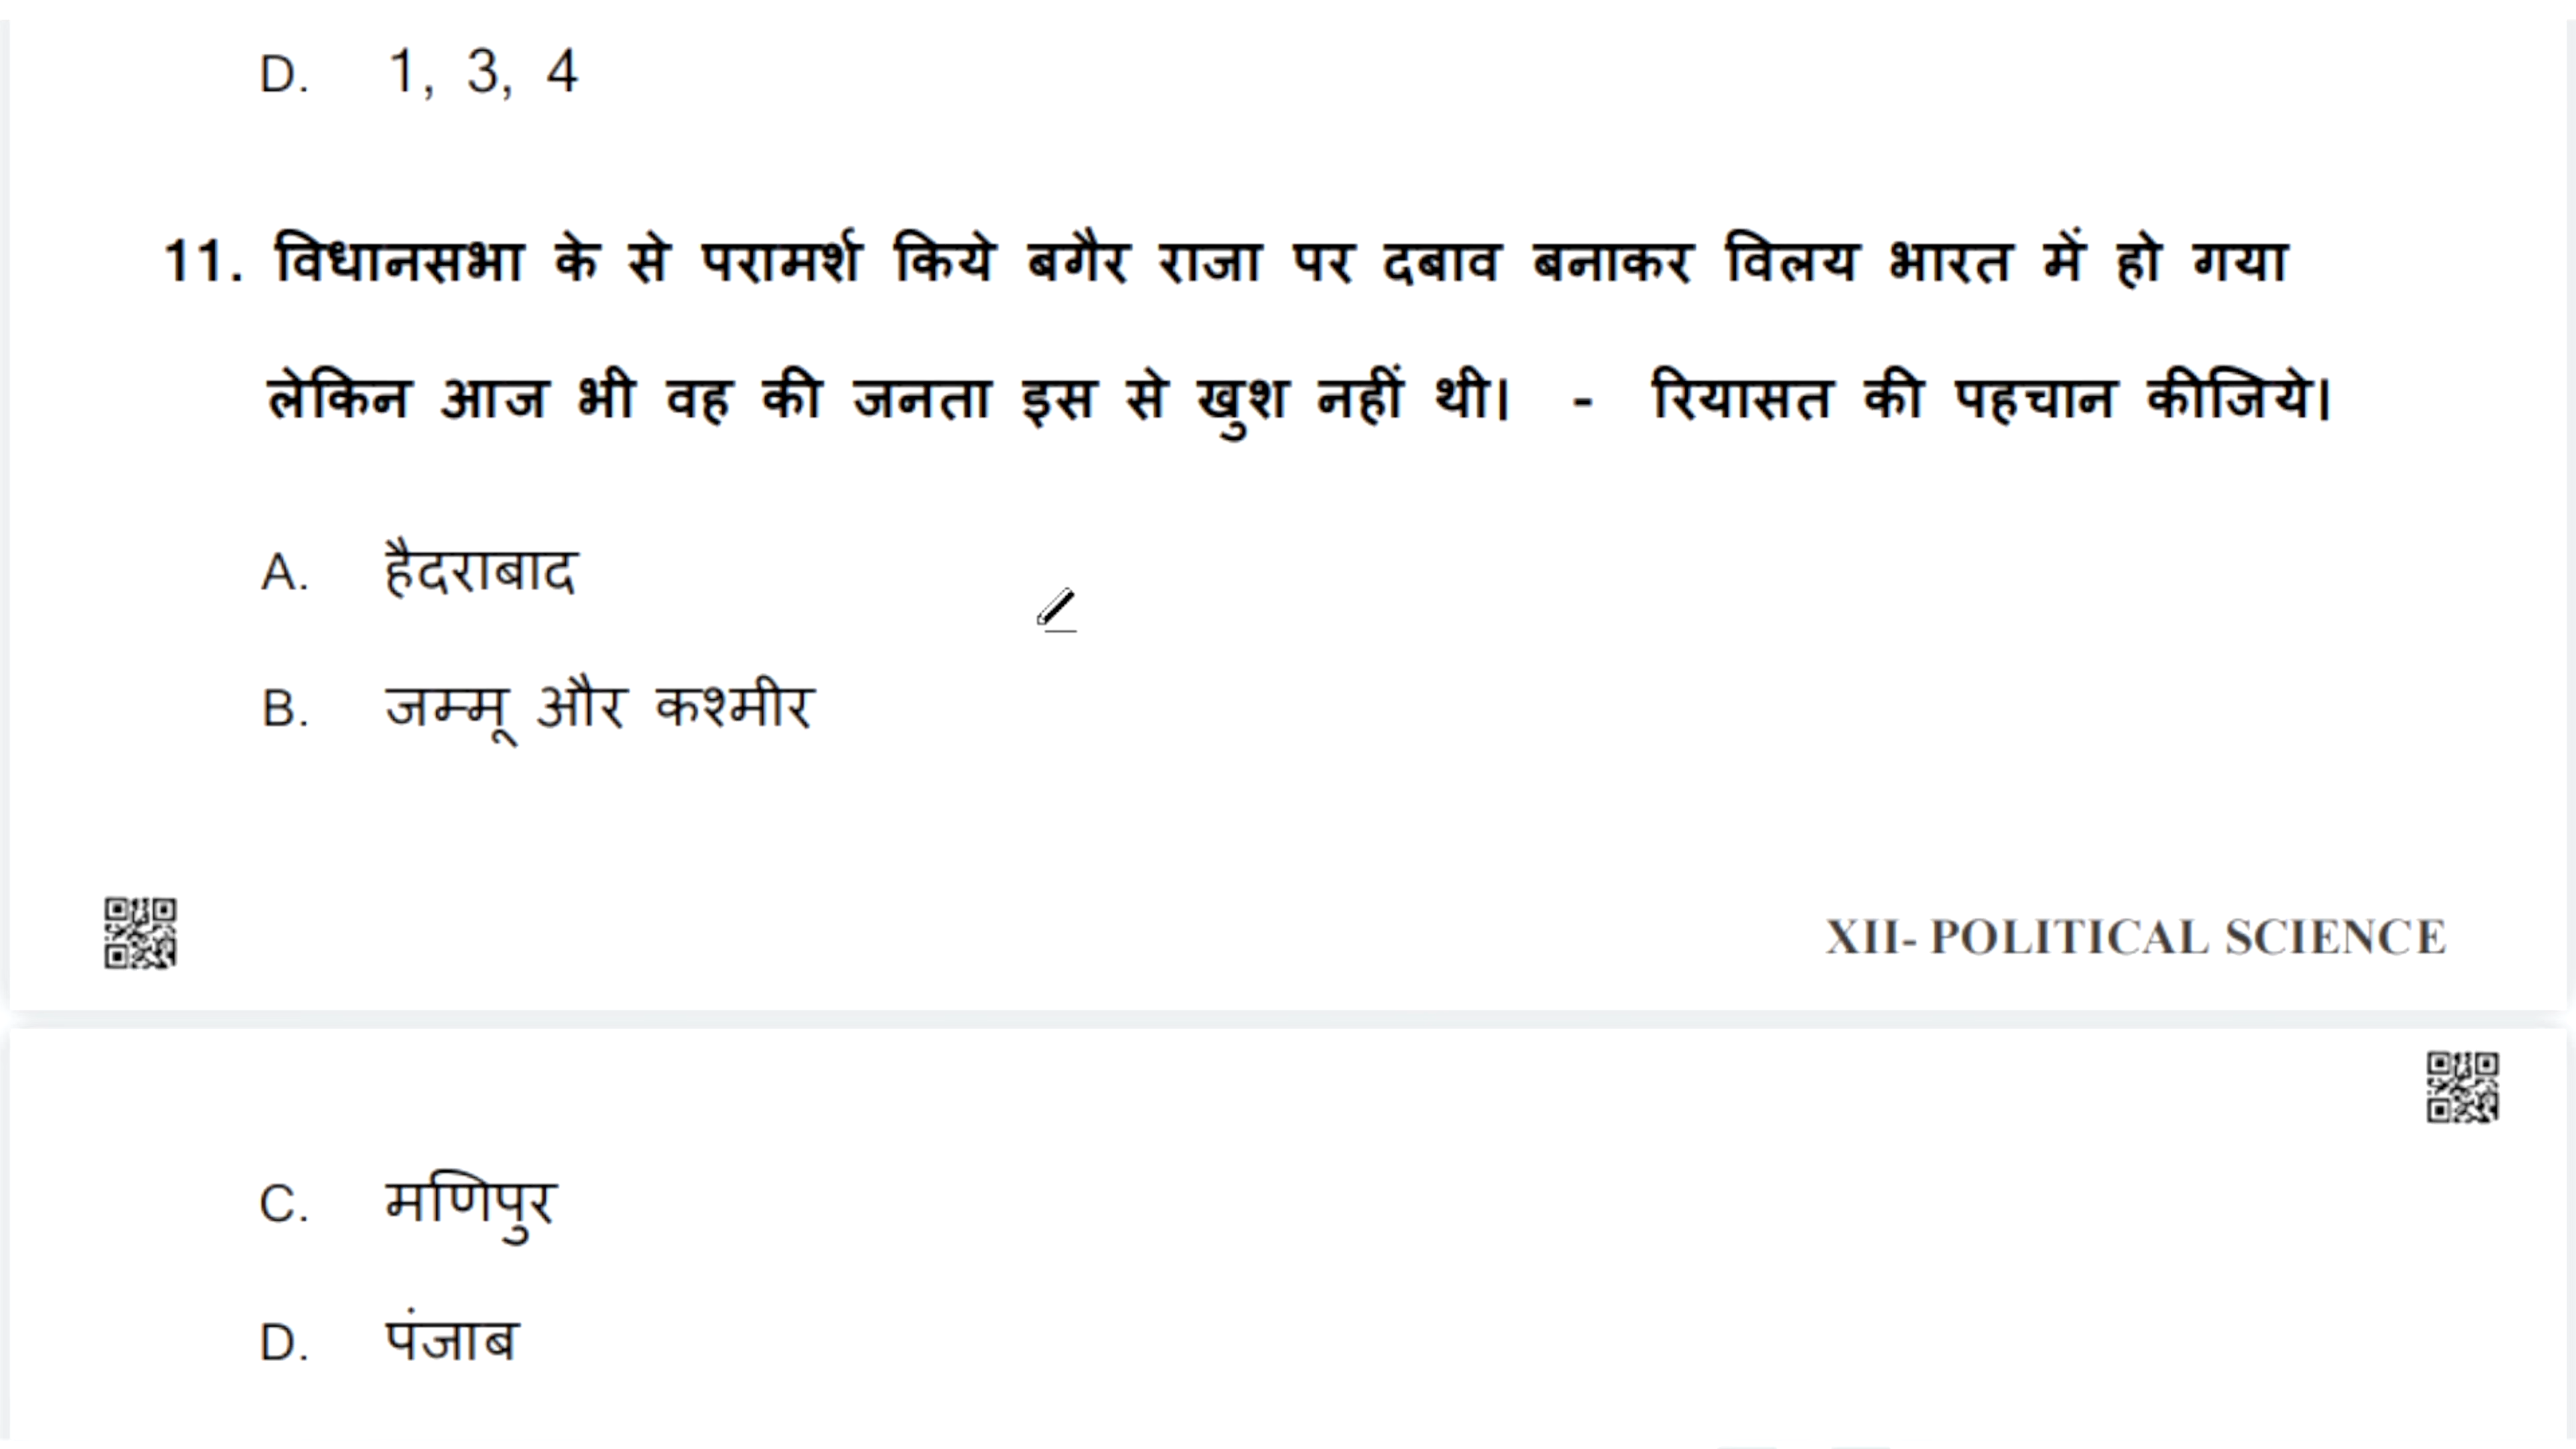 D. 1, 3, 4
11. विधानसभा के से परामर्श किये बगैर राजा पर दबाव बनाकर विलय भारत में हो गया
लेकिन आज भी वह की जनता इस से खुश नहीं थी। - रियासत की पहचान कीजिये।
A. हैदराबाद
B. जम्मू और कश्मीर
XII- POLITICAL SCIENCE
C. मणिपुर
D. पंजाब